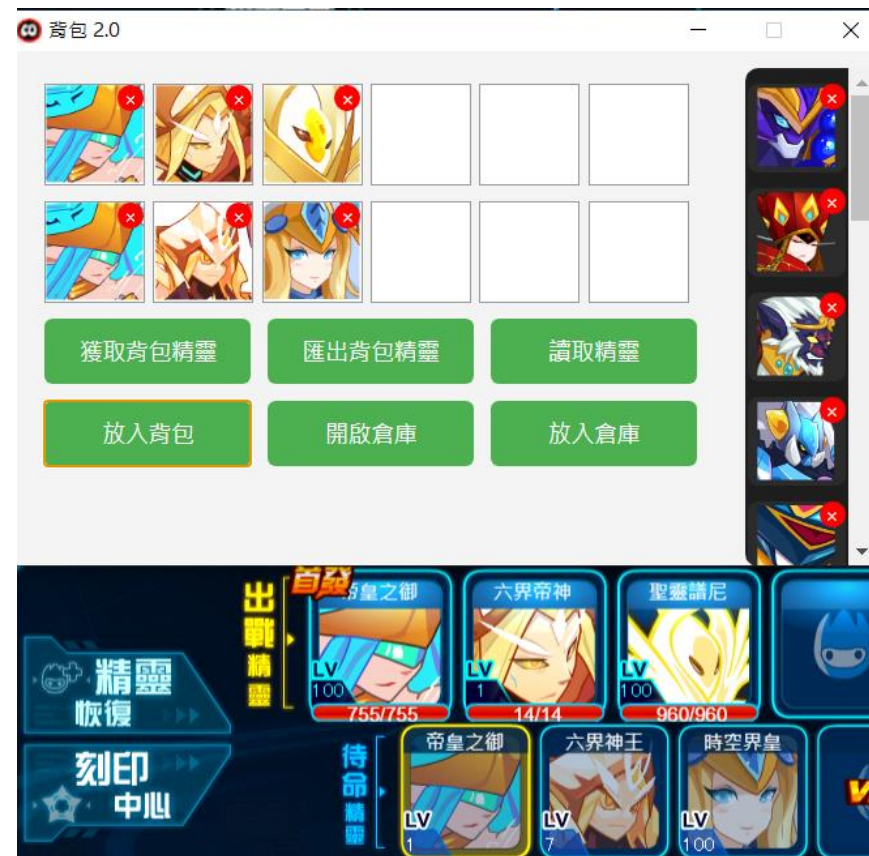 背包 2.0
獲取背包精靈
匯出背包精靈
讀取精靈
放入背包
開啟倉庫
放入倉庫
出戰精靈
首發
帝皇之御
LV
100
755/755
六界帝神
LV
1
14/14
聖靈譜尼
LV
100
960/960
精靈
恢復
刻印
中心
待命精靈
帝皇之御
LV
1
六界神王
LV
7
時空界皇
LV
100